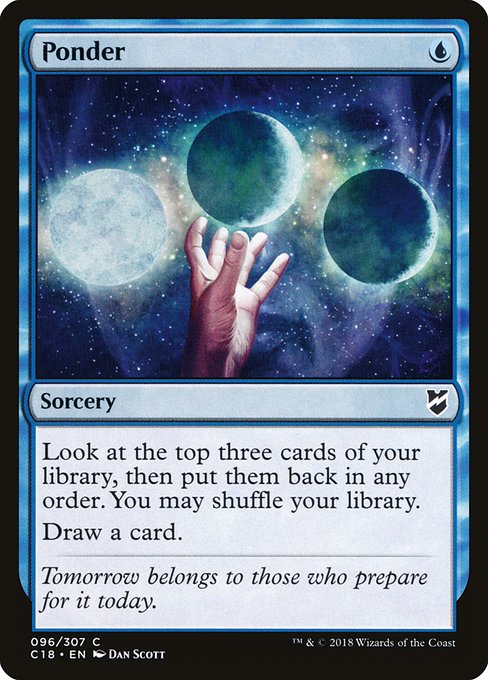 Ponder
Sorcery
Look at the top three cards of your
library, then put them back in any
order. You may shuffle your library.
Draw a card.
Tomorrow belongs to those who prepare
for it today.
096/307 C
C18 • EN Dan Scott
™ & © 2018 Wizards of the Coast